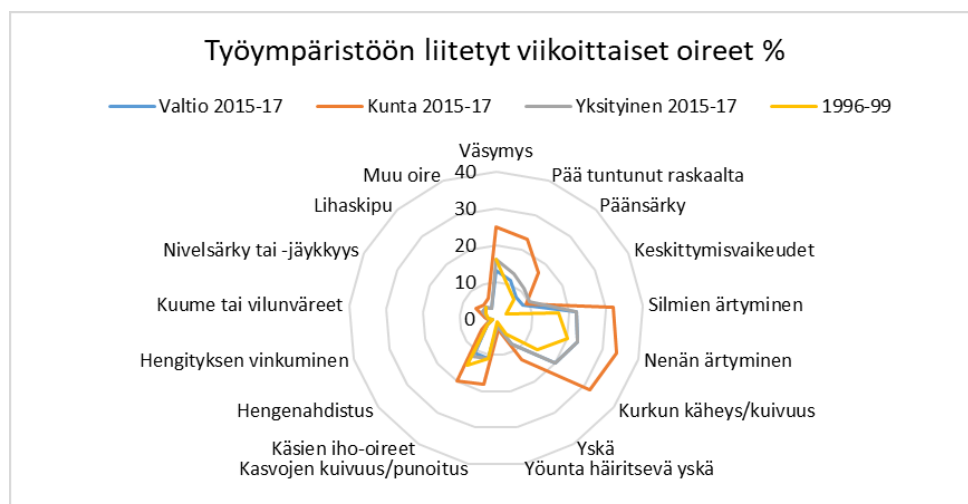 Työympäristöön liitetyt viikoittaiset oireet %
Valtio 2015-17 Kunta 2015-17 Yksityinen 2015-17 1996-99
Väsymys
Muu oire 40 Pää tuntunut raskaalta
Lihaskipu 30 Päänsärky
Nivelsärky tai -jäykkyys 20 Keskittymisvaikeudet
10
Kuume tai vilunväreet 0 Silmien ärtyminen
Hengityksen vinkuminen Nenän ärtyminen
Hengenahdistus Kurkun käheys/kuivuus
Käsien iho-oireet Yskä
Kasvojen kuivuus/punoitus Yöunta häiritsevä yskä